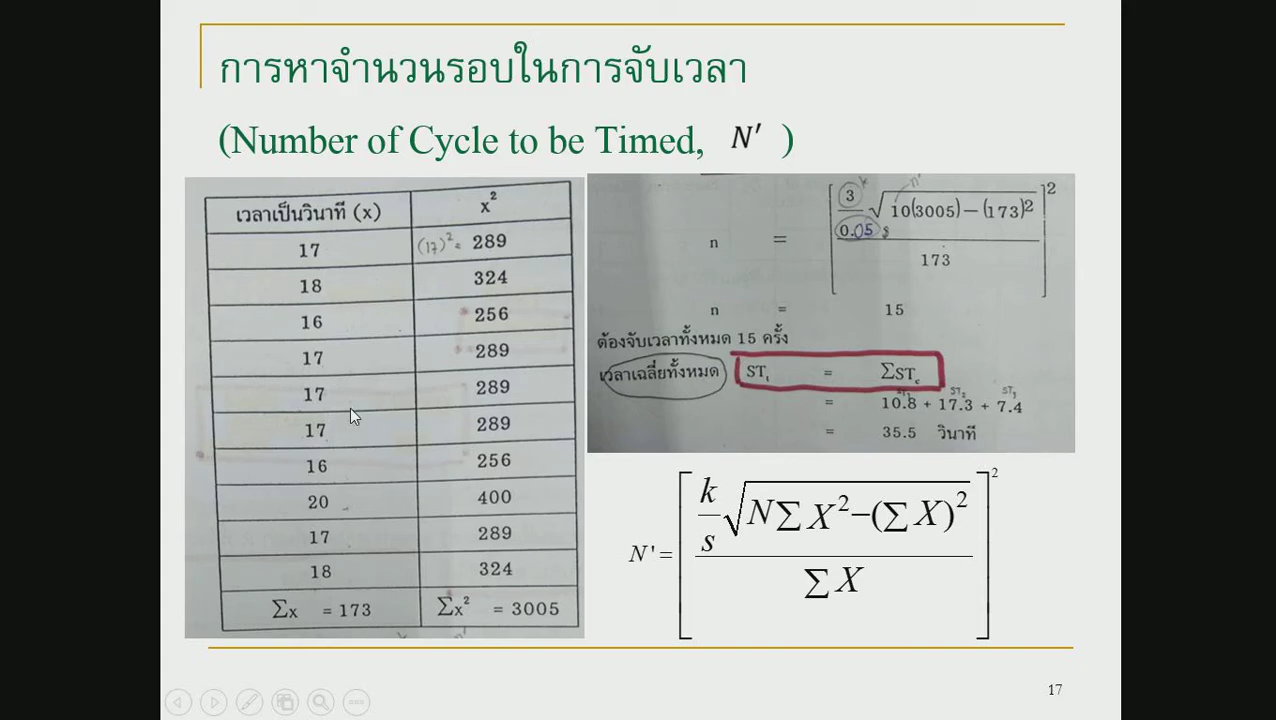 การหาจำนวนรอบในการจับเวลา
(Number of Cycle to be Timed, N′ )
เวลาเป็นวินาที (x) x²
17 (17)² = 289
18 324
16 256
17 289
17 289
17 289
16 256
20 400
17 289
18 324
Σx = 173 Σx² = 3005
n = [ 3/0.05 √10(3005) − (173)² / 173 ]²
k
n'
s
n = 15
ต้องจับเวลาทั้งหมด 15 ครั้ง
เวลาเฉลี่ยทั้งหมด ST₁ = ΣSTₑ
ST₂ ST₃
= 10.8 + 17.3 + 7.4
= 35.5 วินาที
N' = [ k/s √N∑X²−(∑X)² / ∑X ]²
17